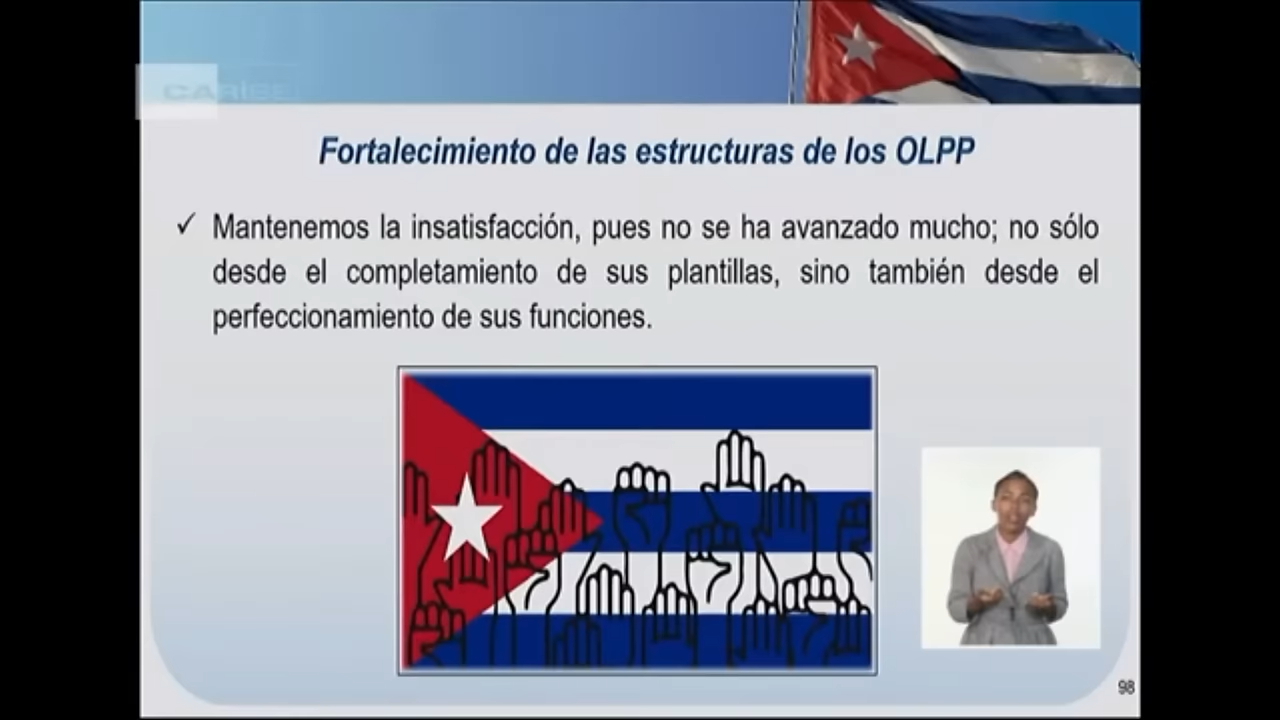 CARIBE
Fortalecimiento de las estructuras de los OLPP
✓ Mantenemos la insatisfacción, pues no se ha avanzado mucho; no sólo
desde el completamiento de sus plantillas, sino también desde el
perfeccionamiento de sus funciones.
98